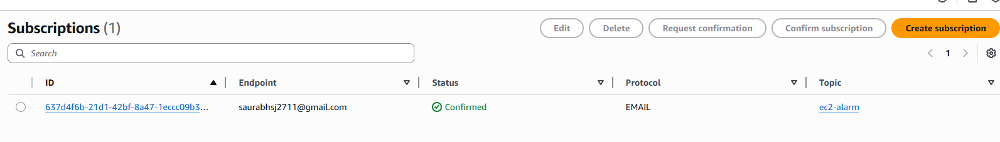 Subscriptions (1)
Edit
Delete
Request confirmation
Confirm subscription
Create subscription
Search
1
ID
Endpoint
Status
Protocol
Topic
637d4f6b-21d1-42bf-8a47-1eccc09b3...
saurabhsj2711@gmail.com
Confirmed
EMAIL
ec2-alarm